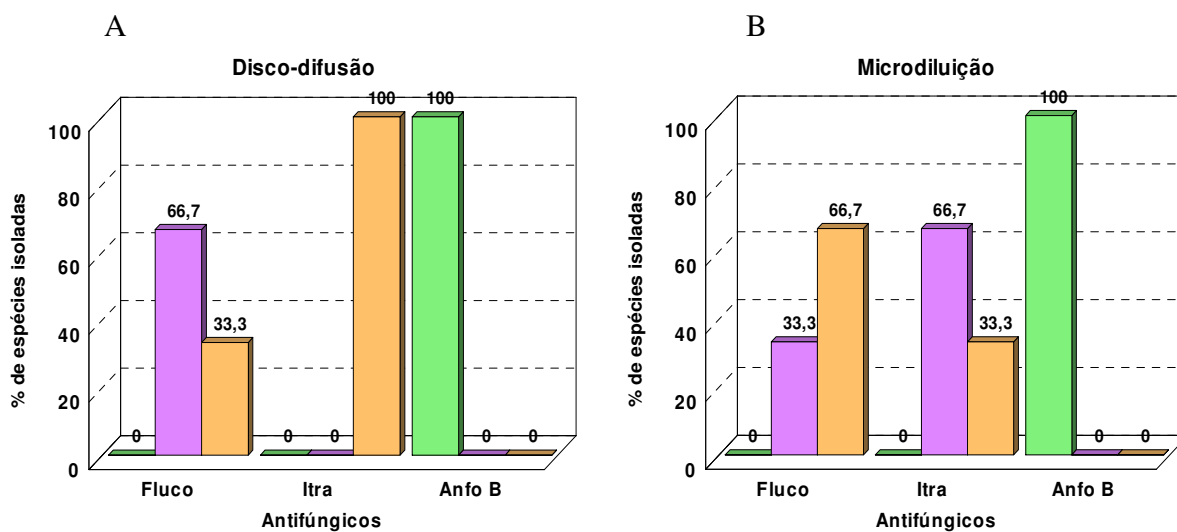 A
Disco-difusão
% de espécies isoladas
100
80
60
40
20
0
0
66,7
33,3
0
0
100
100
0
0
Fluco
Itra
Anfo B
Antifúngicos
B
Microdiluição
% de espécies isoladas
100
80
60
40
20
0
0
33,3
66,7
0
66,7
33,3
100
0
0
Fluco
Itra
Anfo B
Antifúngicos